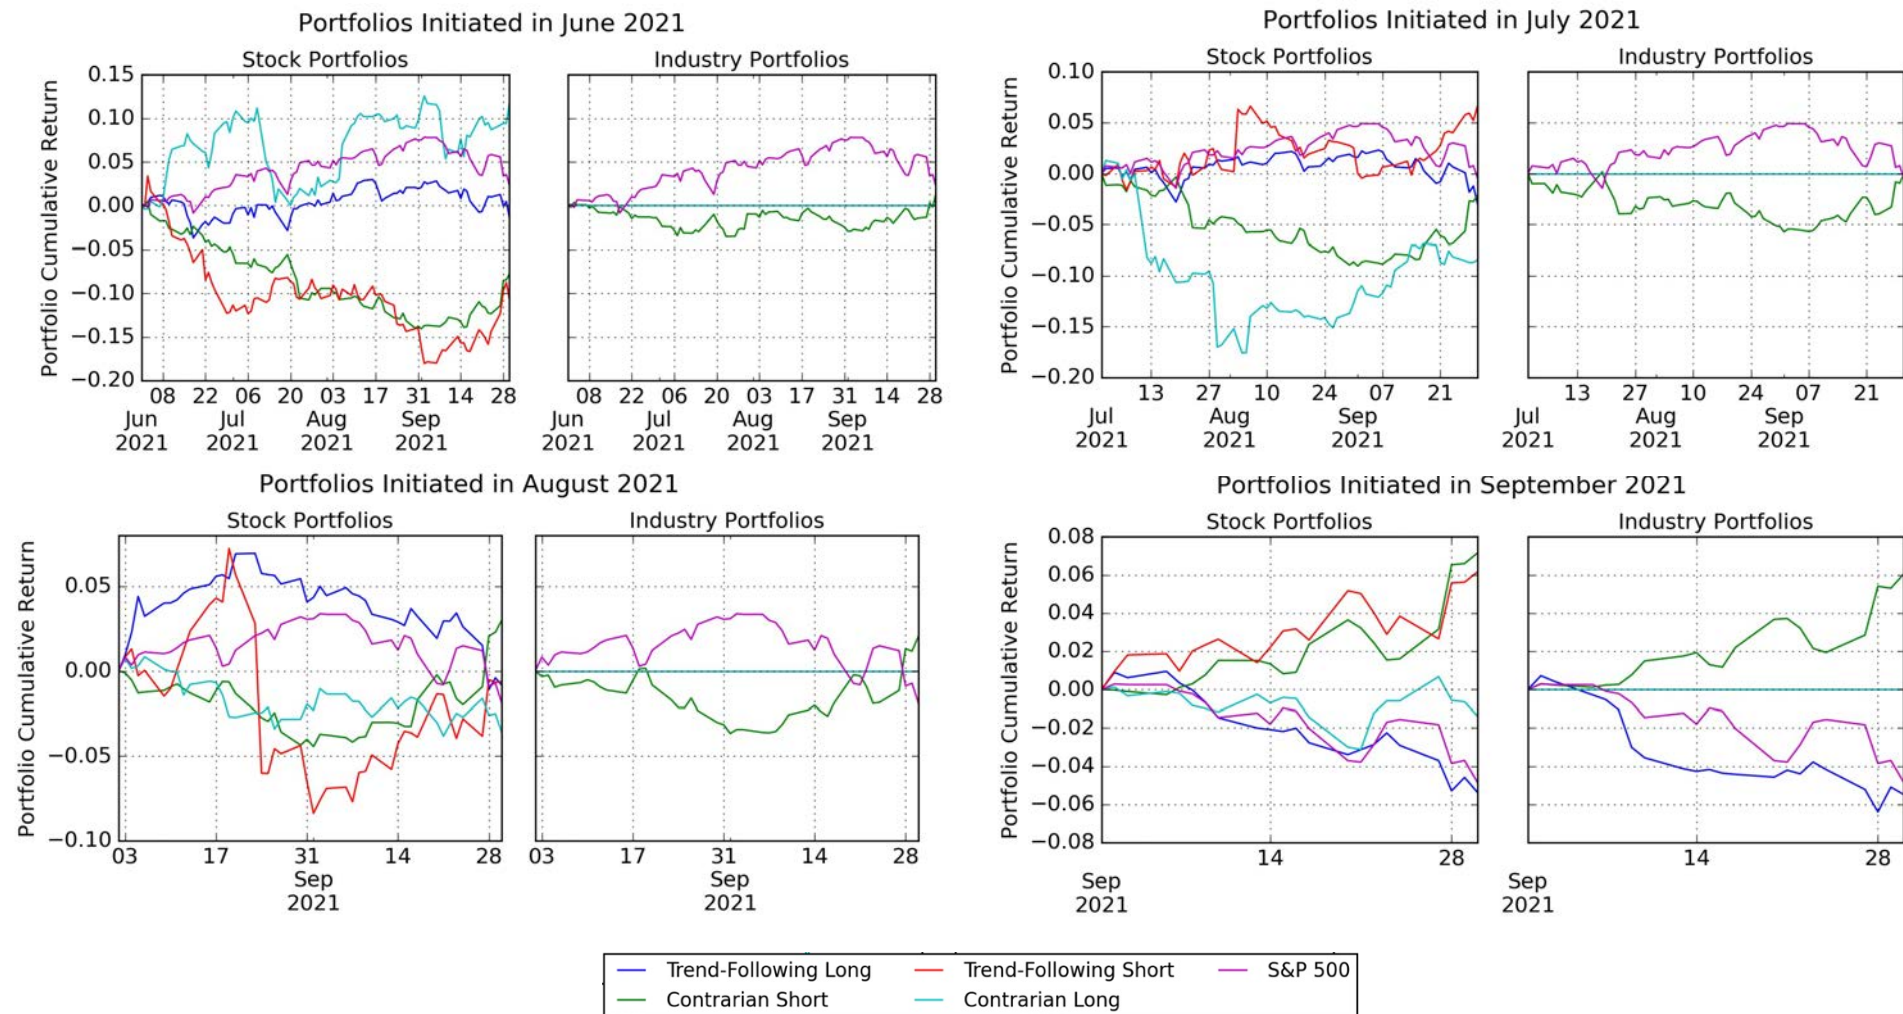 Portfolios Initiated in June 2021
Stock Portfolios
Industry Portfolios
Portfolio Cumulative Return
0.15
0.10
0.05
0.00
−0.05
−0.10
−0.15
−0.20
08 22 06 20 03 17 31 14 28
Jun Jul Aug Sep
2021 2021 2021 2021
08 22 06 20 03 17 31 14 28
Jun Jul Aug Sep
2021 2021 2021 2021
Portfolios Initiated in July 2021
Stock Portfolios
Industry Portfolios
Portfolio Cumulative Return
0.10
0.05
0.00
−0.05
−0.10
−0.15
−0.20
13 27 10 24 07 21
Jul Aug Sep
2021 2021 2021
13 27 10 24 07 21
Jul Aug Sep
2021 2021 2021
Portfolios Initiated in August 2021
Stock Portfolios
Industry Portfolios
Portfolio Cumulative Return
0.05
0.00
−0.05
−0.10
03 17 31 14 28
Sep
2021
03 17 31 14 28
Sep
2021
Portfolios Initiated in September 2021
Stock Portfolios
Industry Portfolios
Portfolio Cumulative Return
0.08
0.06
0.04
0.02
0.00
−0.02
−0.04
−0.06
−0.08
14 28
Sep
2021
14 28
Sep
2021
Trend-Following Long Trend-Following Short S&P 500
Contrarian Short Contrarian Long